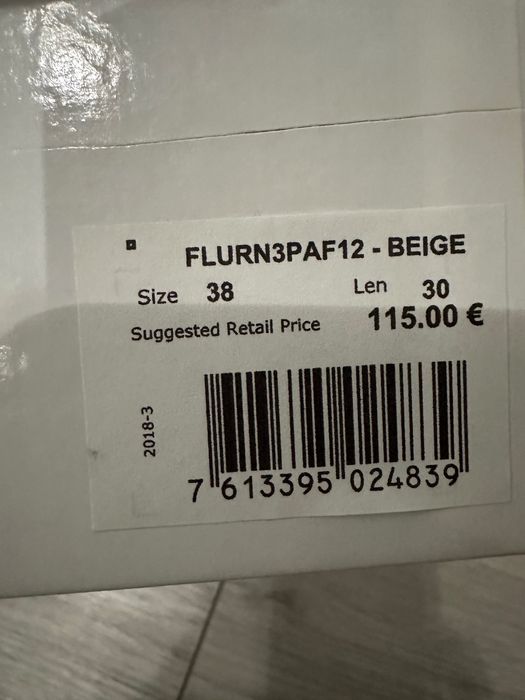 FLURN3PAF12 - BEIGE
Size 38 Len 30
Suggested Retail Price 115.00 €
2018-3
7 613395 024839